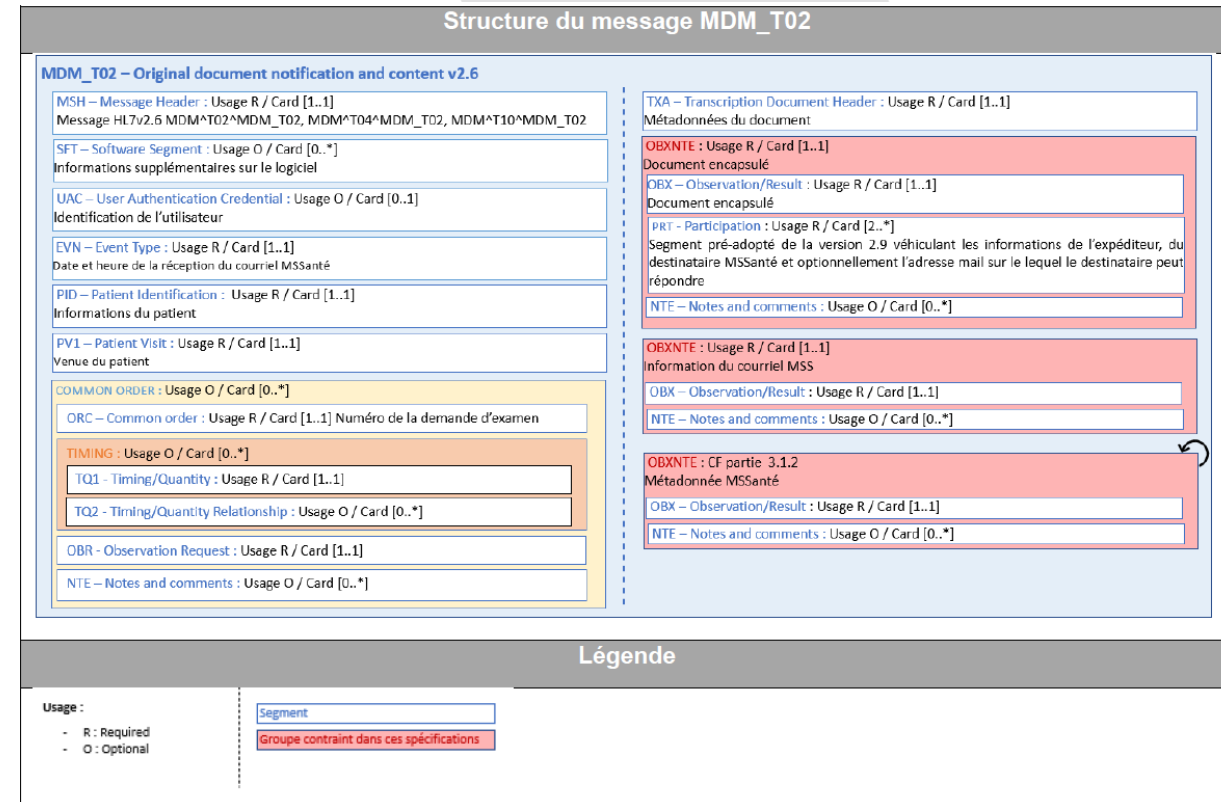 Structure du message MDM_T02
MDM_T02 – Original document notification and content v2.6
MSH – Message Header : Usage R / Card [1..1]
Message HL7v2.6 MDM^T02^MDM_T02, MDM^T04^MDM_T02, MDM^T10^MDM_T02
SFT – Software Segment : Usage O / Card [0..*]
Informations supplémentaires sur le logiciel
UAC – User Authentication Credential : Usage O / Card [0..1]
Identification de l'utilisateur
EVN – Event Type : Usage R / Card [1..1]
Date et heure de la réception du courriel MSSanté
PID – Patient Identification : Usage R / Card [1..1]
Informations du patient
PV1 – Patient Visit : Usage R / Card [1..1]
Venue du patient
COMMON ORDER : Usage O / Card [0..*]
ORC – Common order : Usage R / Card [1..1] Numéro de la demande d'examen
TIMING : Usage O / Card [0..*]
TQ1 - Timing/Quantity : Usage R / Card [1..1]
TQ2 - Timing/Quantity Relationship : Usage O / Card [0..*]
OBR - Observation Request : Usage R / Card [1..1]
NTE – Notes and comments : Usage O / Card [0..*]
TXA – Transcription Document Header : Usage R / Card [1..1]
Métadonnées du document
OBXNTE : Usage R / Card [1..1]
Document encapsulé
OBX – Observation/Result : Usage R / Card [1..1]
Document encapsulé
PRT - Participation : Usage R / Card [2..*]
Segment pré-adopté de la version 2.9 véhiculant les informations de l'expéditeur, du
destinataire MSSanté et optionnellement l'adresse mail sur le lequel le destinataire peut
répondre
NTE – Notes and comments : Usage O / Card [0..*]
OBXNTE : Usage R / Card [1..1]
Information du courriel MSS
OBX – Observation/Result : Usage R / Card [1..1]
NTE – Notes and comments : Usage O / Card [0..*]
OBXNTE : CF partie 3.1.2
Métadonnée MSSanté
OBX – Observation/Result : Usage R / Card [1..1]
NTE – Notes and comments : Usage O / Card [0..*]
Légende
Usage :
- R : Required
- O : Optional
Segment
Groupe contraint dans ces spécifications